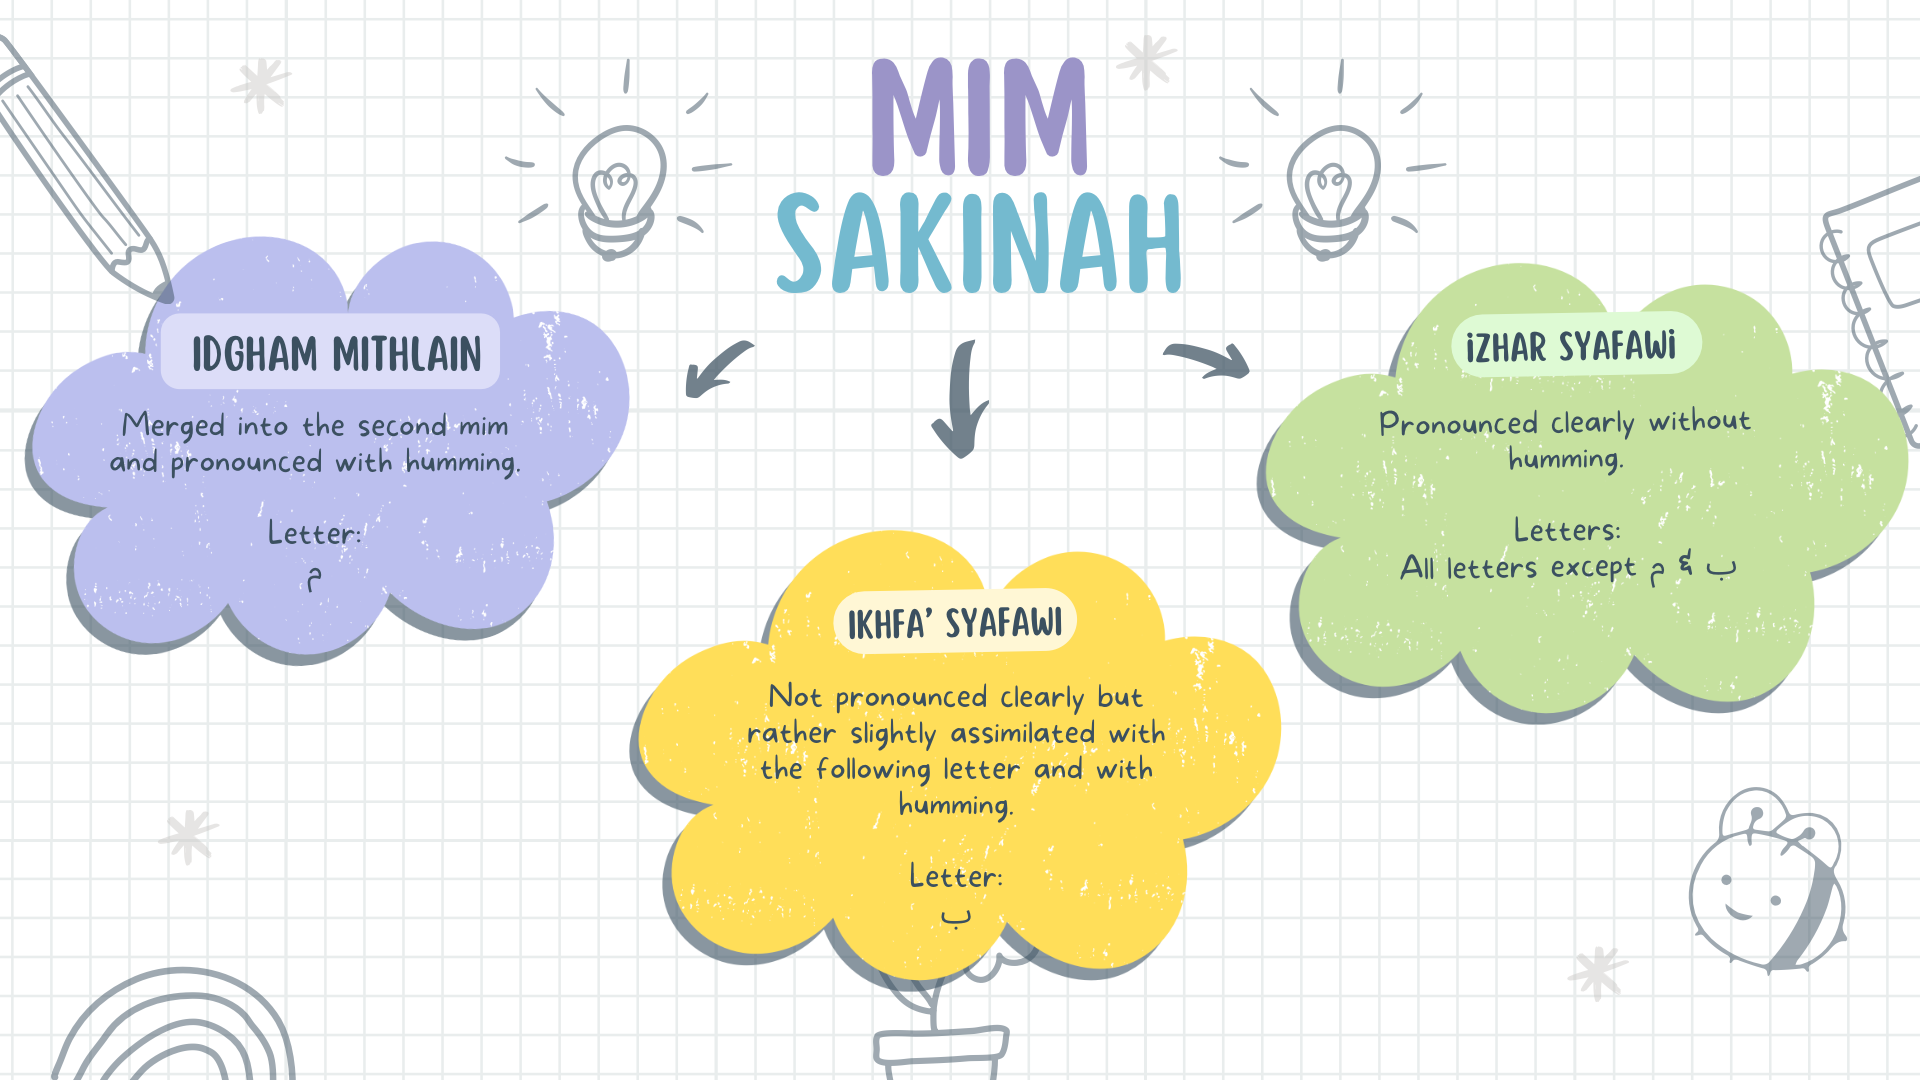 MIM
SAKINAH
IDGHAM MITHLAIN
Merged into the second mim
and pronounced with humming.
Letter:
م
IKHFA' SYAFAWI
Not pronounced clearly but
rather slightly assimilated with
the following letter and with
humming.
Letter:
ب
iZHAR SYAFAWi
Pronounced clearly without
humming.
Letters:
All letters except م & ب